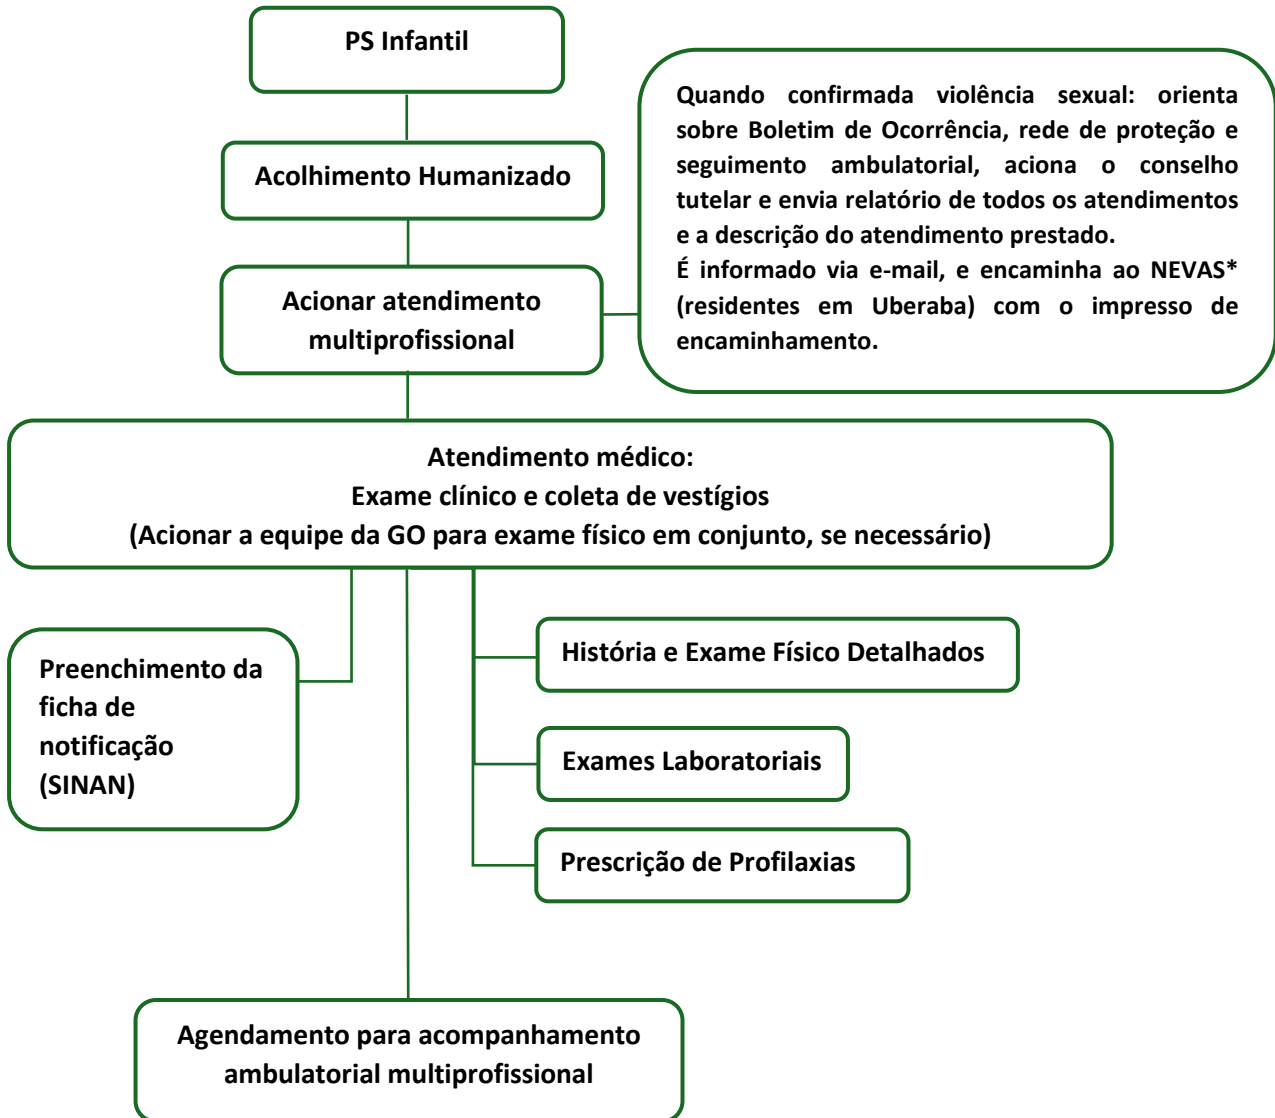 PS Infantil
Acolhimento Humanizado
Acionar atendimento
multiprofissional
Quando confirmada violência sexual: orienta
sobre Boletim de Ocorrência, rede de proteção e
seguimento ambulatorial, aciona o conselho
tutelar e envia relatório de todos os atendimentos
e a descrição do atendimento prestado.
É informado via e-mail, e encaminha ao NEVAS*
(residentes em Uberaba) com o impresso de
encaminhamento.
Atendimento médico:
Exame clínico e coleta de vestígios
(Acionar a equipe da GO para exame físico em conjunto, se necessário)
Preenchimento da
ficha de
notificação
(SINAN)
História e Exame Físico Detalhados
Exames Laboratoriais
Prescrição de Profilaxias
Agendamento para acompanhamento
ambulatorial multiprofissional